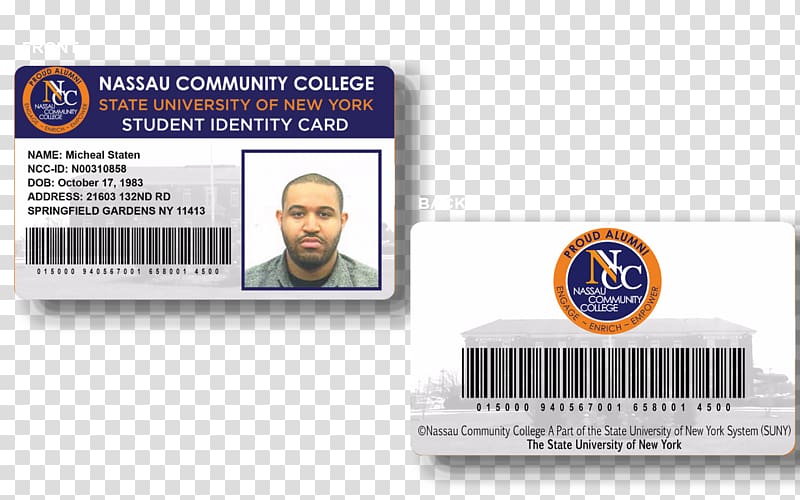 FRONT
PROUD ALUMNI
NCC
NASSAU
COMMUNITY
COLLEGE
ENGAGE ~ ENRICH ~ EMPOWER
NASSAU COMMUNITY COLLEGE
STATE UNIVERSITY OF NEW YORK
STUDENT IDENTITY CARD
NAME: Micheal Staten
NCC-ID: N00310858
DOB: October 17, 1983
ADDRESS: 21603 132ND RD
SPRINGFIELD GARDENS NY 11413
015000 940567001 658001 4500
BACK
PROUD ALUMNI
NCC
NASSAU
COMMUNITY
COLLEGE
ENGAGE ~ ENRICH ~ EMPOWER
015000 940567001 658001 4500
©Nassau Community College A Part of the State University of New York System (SUNY)
The State University of New York